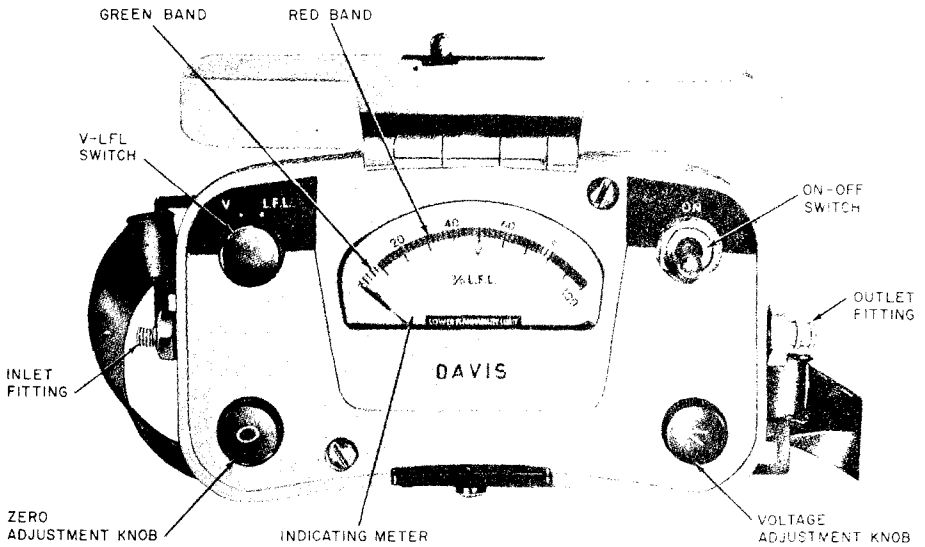 GREEN BAND
RED BAND
V-LFL
SWITCH
V L.F.L.
ON
ON-OFF
SWITCH
20 40 60 100
% L.F.L.
OUTLET
FITTING
DAVIS
INLET
FITTING
ZERO
ADJUSTMENT KNOB
INDICATING METER
VOLTAGE
ADJUSTMENT KNOB